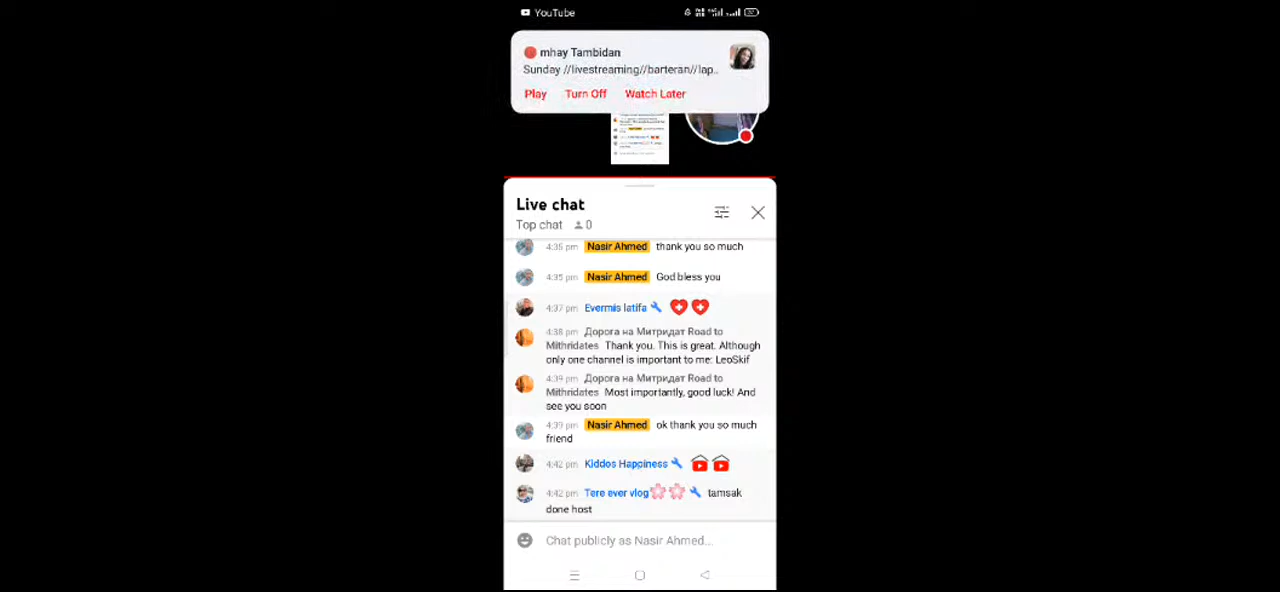 YouTube
mhay Tambidan
Sunday //livestreaming//barteran//lap..
Play Turn Off Watch Later
Live chat
Top chat 0
4:35 pm Nasir Ahmed thank you so much
4:35 pm Nasir Ahmed God bless you
4:37 pm Evermis latifa
4:38 pm Дорога на Митридат Road to
Mithridates Thank you. This is great. Although
only one channel is important to me: LeoSkif
4:39 pm Дорога на Митридат Road to
Mithridates Most importantly, good luck! And
see you soon
4:39 pm Nasir Ahmed ok thank you so much
friend
4:42 pm Kiddos Happiness
4:42 pm Tere ever vlog tamsak
done host
Chat publicly as Nasir Ahmed...